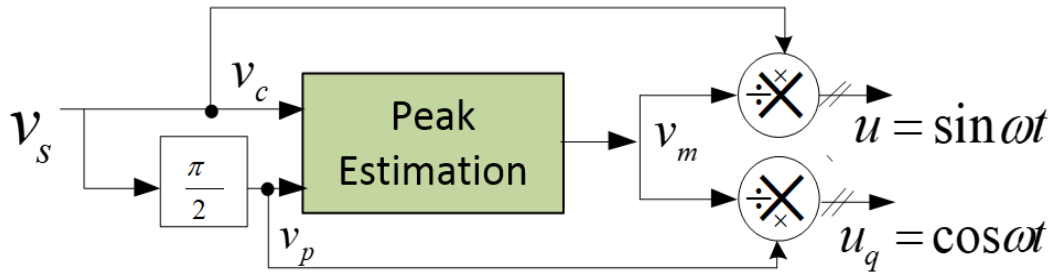 v_s
v_c
π
2
v_p
Peak
Estimation
v_m
÷ ×
÷ ×
u = sin ωt
u_q = cos ωt